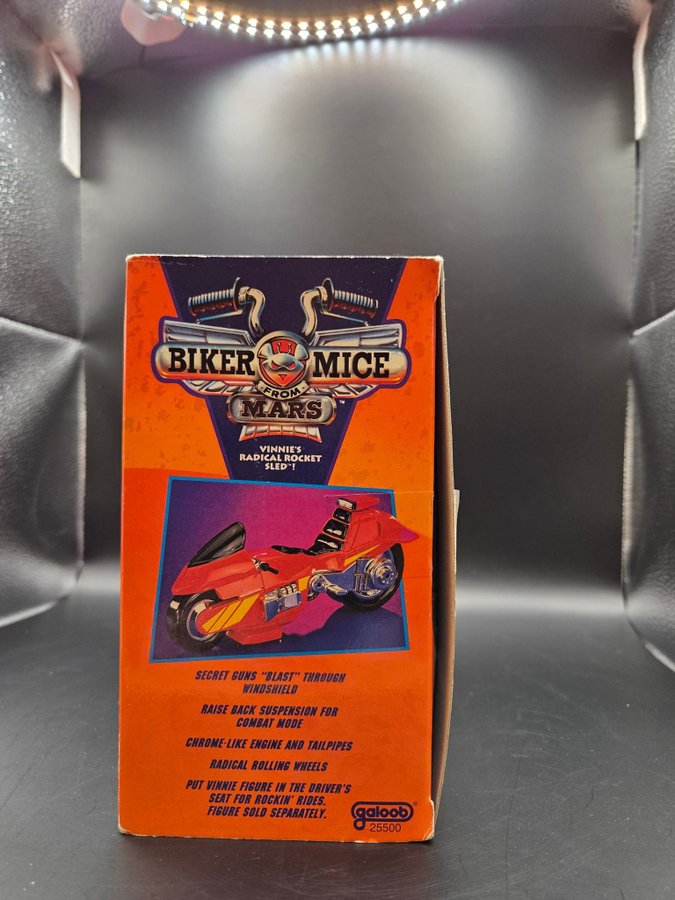 BIKER MICE
FROM
MARS™
VINNIE'S
RADICAL ROCKET
SLED™!
SECRET GUNS "BLAST" THROUGH
WINDSHIELD
RAISE BACK SUSPENSION FOR
COMBAT MODE
CHROME-LIKE ENGINE AND TAILPIPES
RADICAL ROLLING WHEELS
PUT VINNIE FIGURE IN THE DRIVER'S
SEAT FOR ROCKIN' RIDES.
FIGURE SOLD SEPARATELY.
galoob®
25500